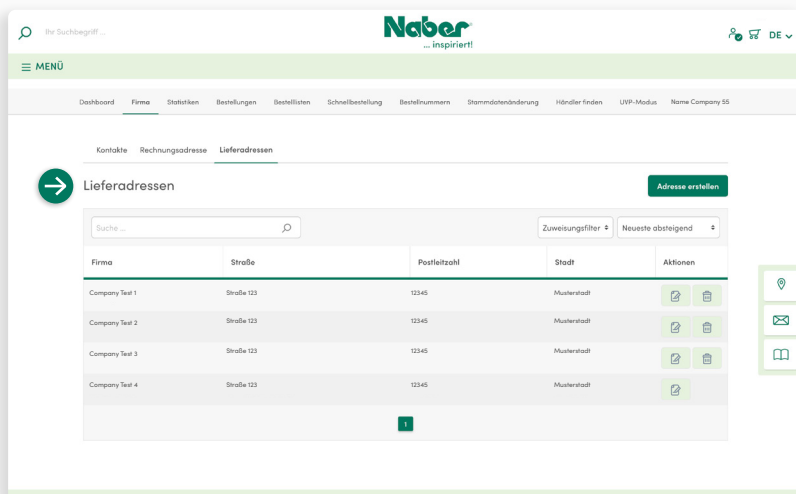 Ihr Suchbegriff ...
Naber
... inspiriert!
DE
MENÜ
Dashboard Firma Statistiken Bestellungen Bestelllisten Schnellbestellung Bestellnummern Stammdatenänderung Händler finden UVP-Modus Name Company 55
Kontakte Rechnungsadresse Lieferadressen
Lieferadressen
Adresse erstellen
Suche ... Zuweisungsfilter Neueste absteigend
Firma Straße Postleitzahl Stadt Aktionen
Company Test 1 Straße 123 12345 Musterstadt
Company Test 2 Straße 123 12345 Musterstadt
Company Test 3 Straße 123 12345 Musterstadt
Company Test 4 Straße 123 12345 Musterstadt
1